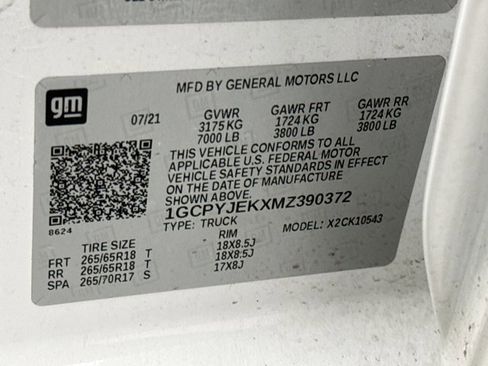 gm
MFD BY GENERAL MOTORS LLC
07/21 GVWR GAWR FRT GAWR RR
3175 KG 1724 KG 1724 KG
7000 LB 3800 LB 3800 LB
THIS VEHICLE CONFORMS TO ALL
APPLICABLE U.S. FEDERAL MOTOR
VEHICLE SAFETY STANDARDS IN EFFECT
ON THE DATE OF MANUFACTURE
SHOWN ABOVE.
1GCPYJEKXMZ390372
8624
TYPE: TRUCK MODEL: X2CK10543
TIRE SIZE RIM
FRT 265/65R18 T 18X8.5J
RR 265/65R18 T 18X8.5J
SPA 265/70R17 S 17X8J